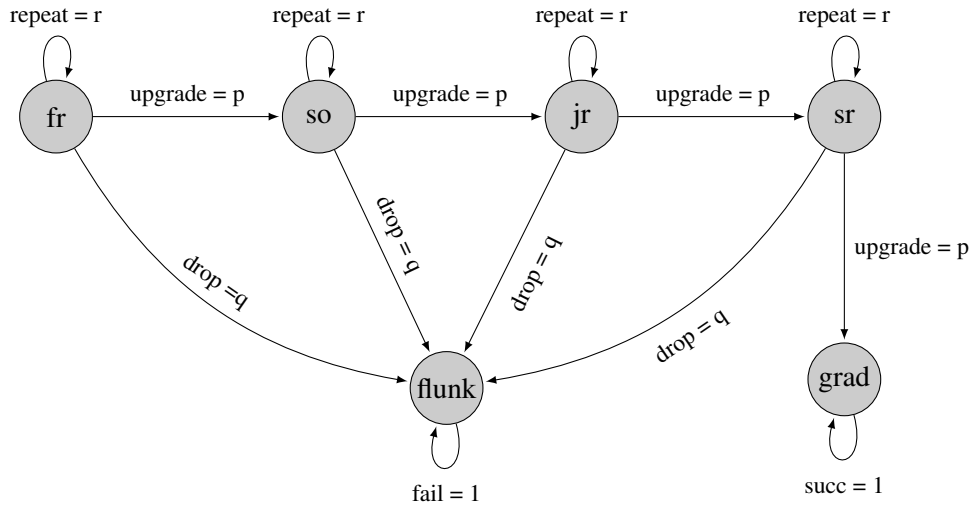 repeat = r
repeat = r
repeat = r
repeat = r
fr
upgrade = p
so
upgrade = p
jr
upgrade = p
sr
drop =q
drop = q
drop = q
drop = q
upgrade = p
flunk
grad
fail = 1
succ = 1